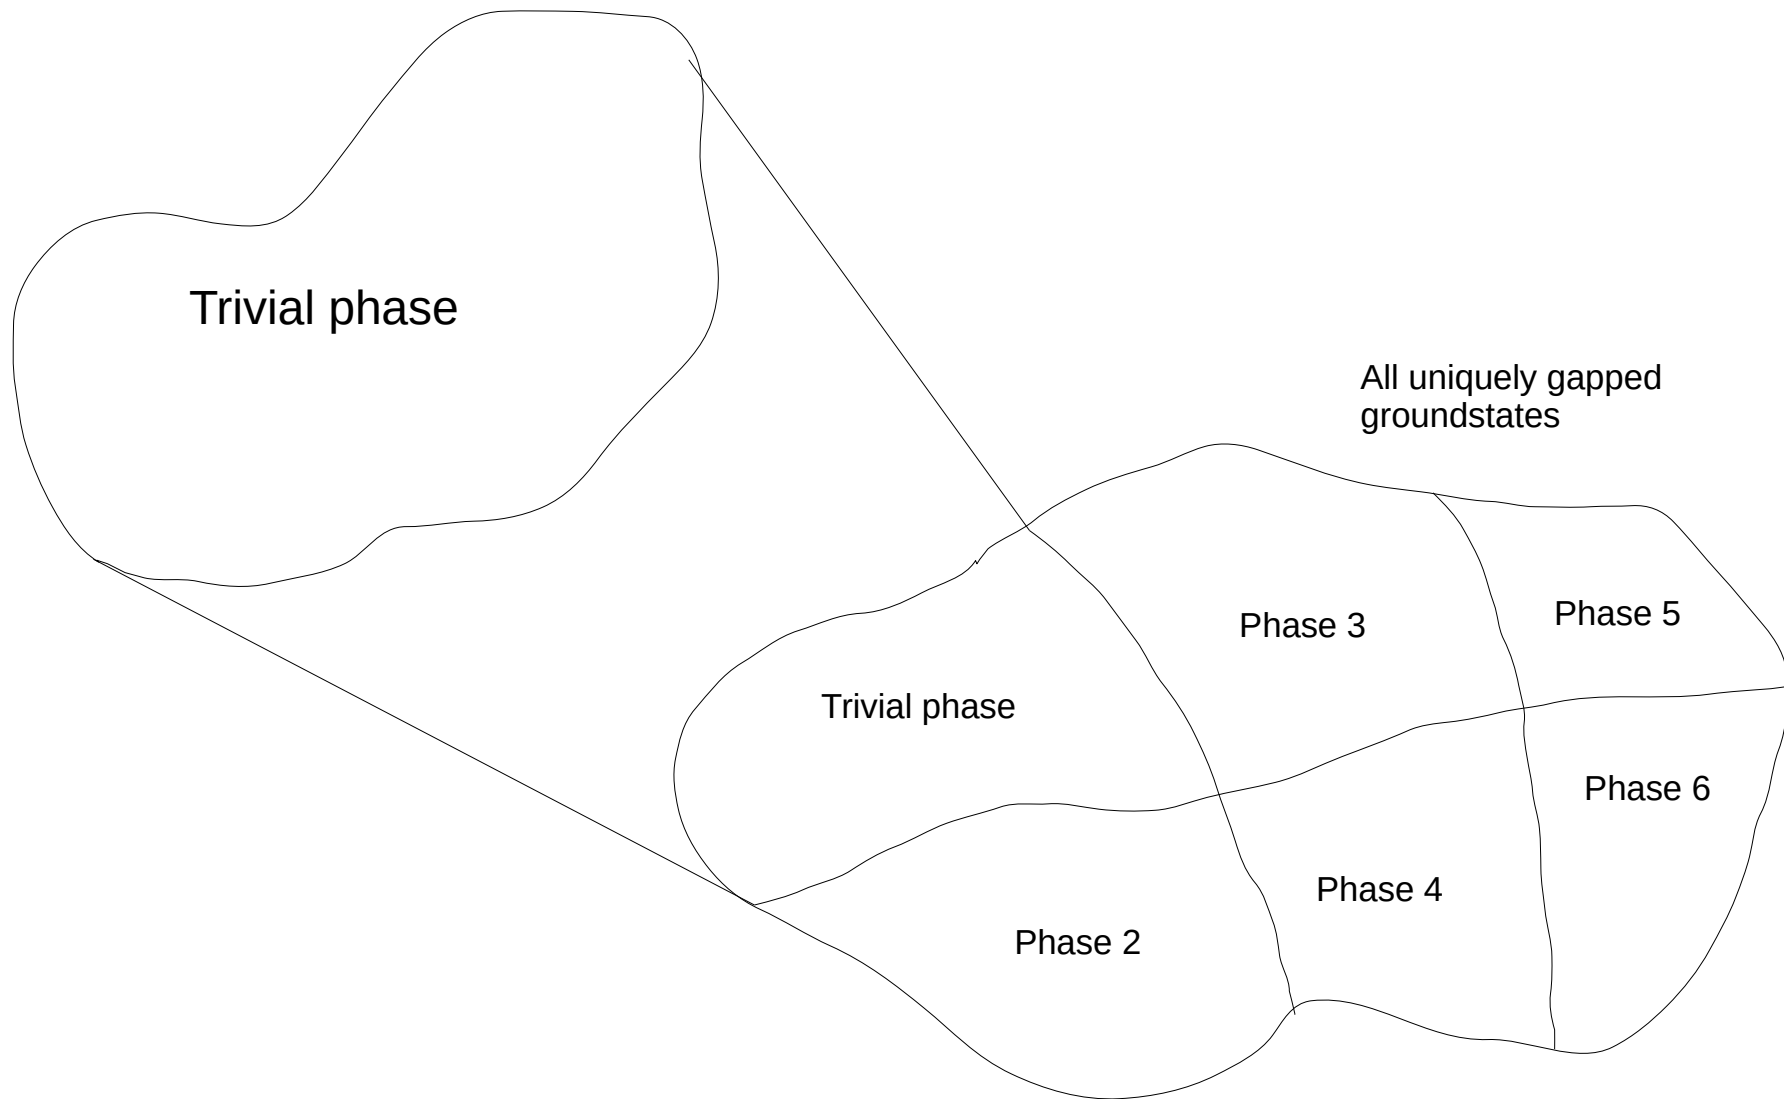 Trivial phase
All uniquely gapped
groundstates
Phase 3
Phase 5
Trivial phase
Phase 6
Phase 4
Phase 2